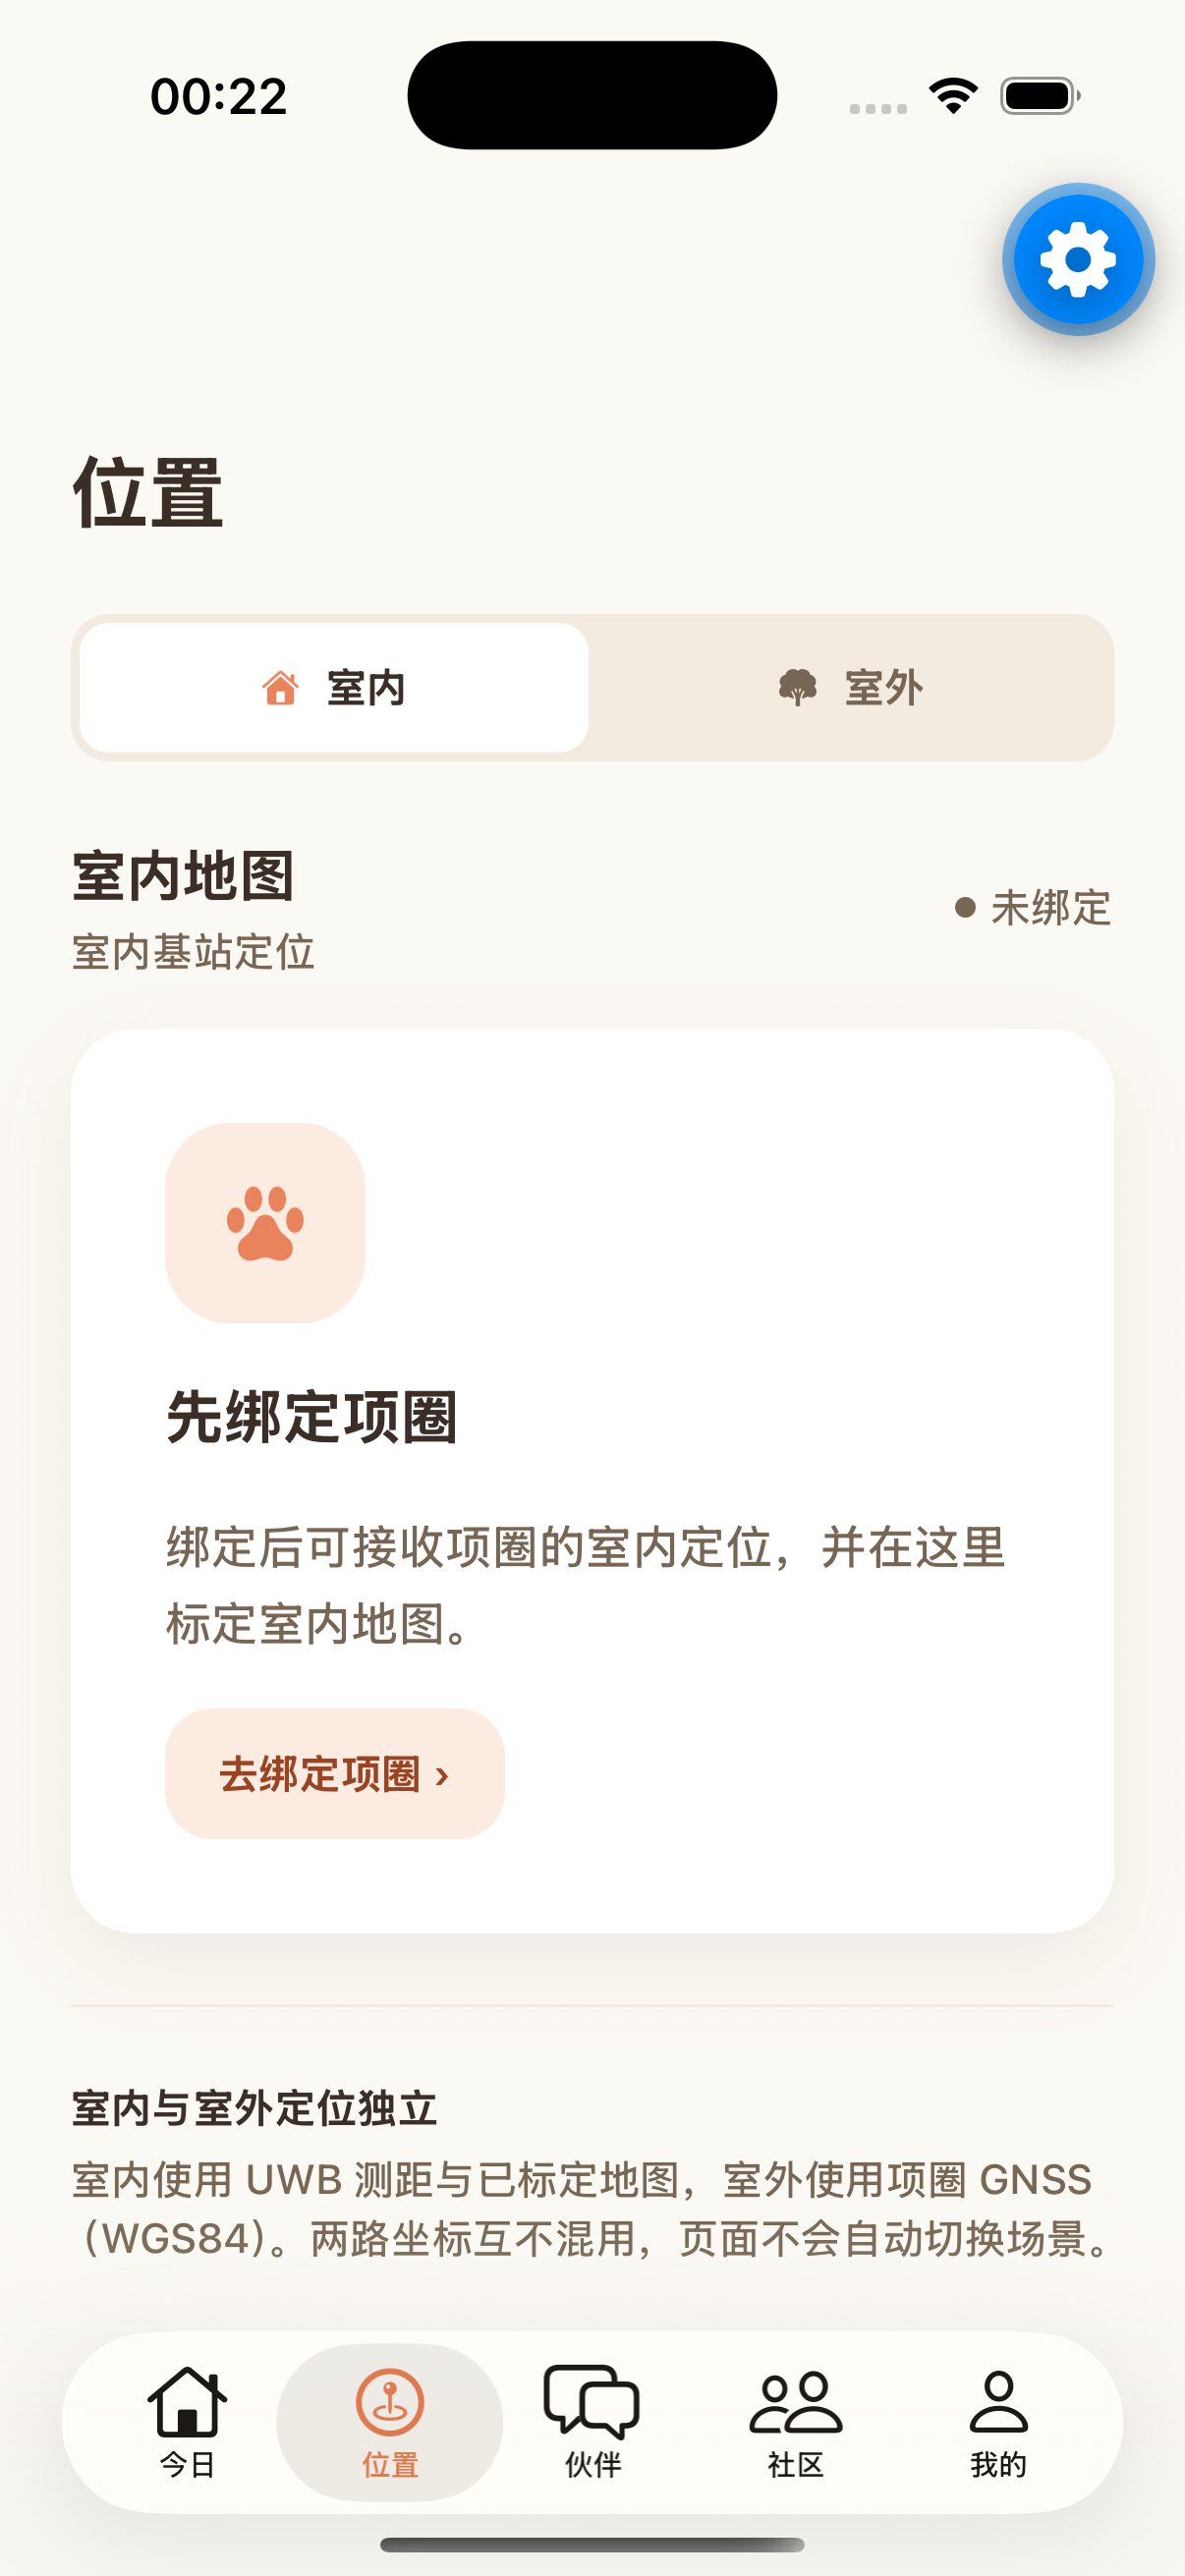 00:22
位置
室内
室外
室内地图
未绑定
室内基站定位
先绑定项圈
绑定后可接收项圈的室内定位，并在这里
标定室内地图。
去绑定项圈 ›
室内与室外定位独立
室内使用 UWB 测距与已标定地图，室外使用项圈 GNSS
（WGS84）。两路坐标互不混用，页面不会自动切换场景。
今日
位置
伙伴
社区
我的